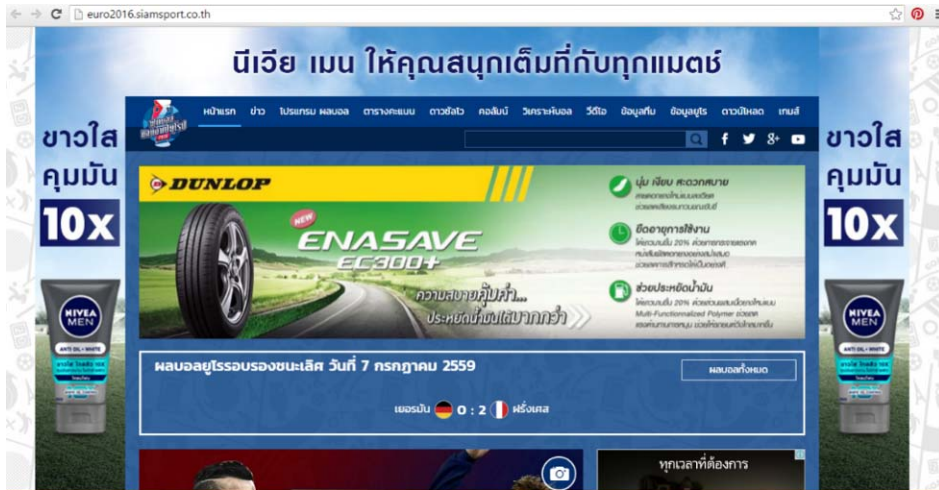 euro2016.siamsport.co.th
นีเวีย เมน ให้คุณสนุกเต็มที่กับทุกแมตช์
หน้าแรก ข่าว โปรแกรม ผลบอล ตารางคะแนน ดาวซัลโว คอลัมน์ วิเคราะห์บอล วีดีโอ ข้อมูลทีม ข้อมูลยูโร ดาวน์โหลด เกมส์
ขาวใส
คุมมัน
10x
ขาวใส
คุมมัน
10x
DUNLOP
NEW
ENASAVE
EC300+
ความสบายคุ้มค่า...
ประหยัดน้ำมันได้มากกว่า
นุ่ม เงียบ สะดวกสบาย
ยืดอายุการใช้งาน
ช่วยประหยัดน้ำมัน
Multi-Functionnalized Polymer
NIVEA
MEN
ANTI OIL + WHITE
NIVEA
MEN
ANTI OIL + WHITE
ผลบอลยูโรรอบรองชนะเลิศ วันที่ 7 กรกฎาคม 2559
ผลบอลทั้งหมด
เยอรมัน 0 : 2 ฝรั่งเศส
ทุกเวลาที่ต้องการ